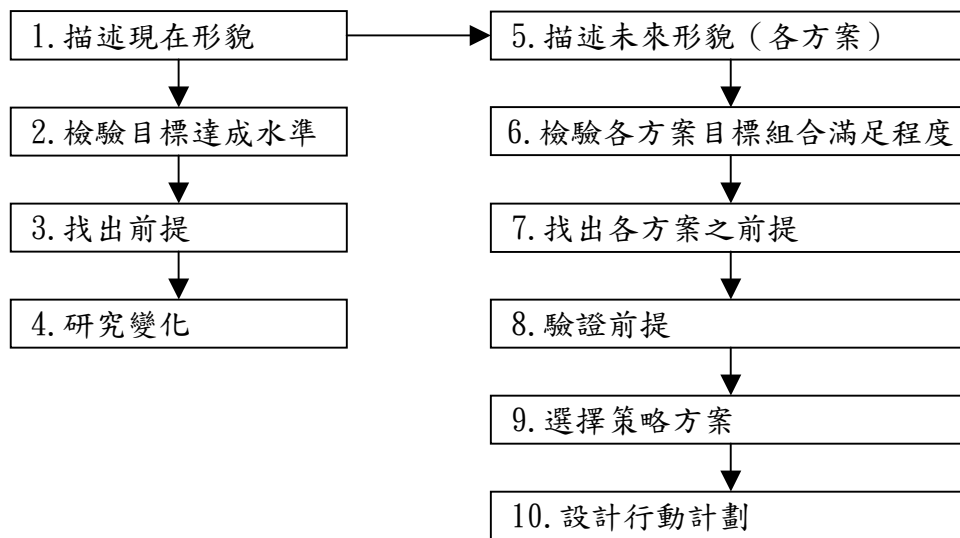 1.描述現在形貌
2.檢驗目標達成水準
3.找出前提
4.研究變化
5.描述未來形貌（各方案）
6.檢驗各方案目標組合滿足程度
7.找出各方案之前提
8.驗證前提
9.選擇策略方案
10.設計行動計劃